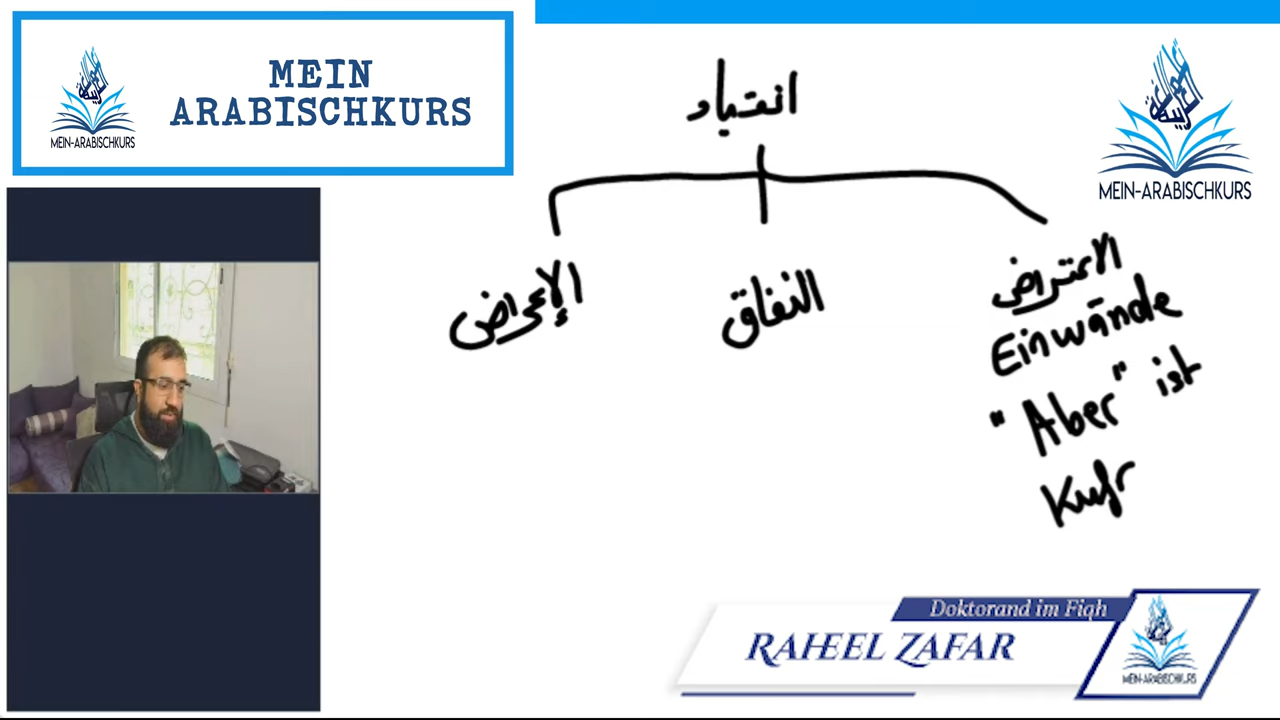 MEIN
ARABISCHKURS
MEIN-ARABISCHKURS
MEIN-ARABISCHKURS
انقياد
الاعتراض
النفاق
الإعراض
Einwände
"Aber" ist
Kufr
Doktorand im Fiqh
RAHEEL ZAFAR
MEIN-ARABISCHKURS